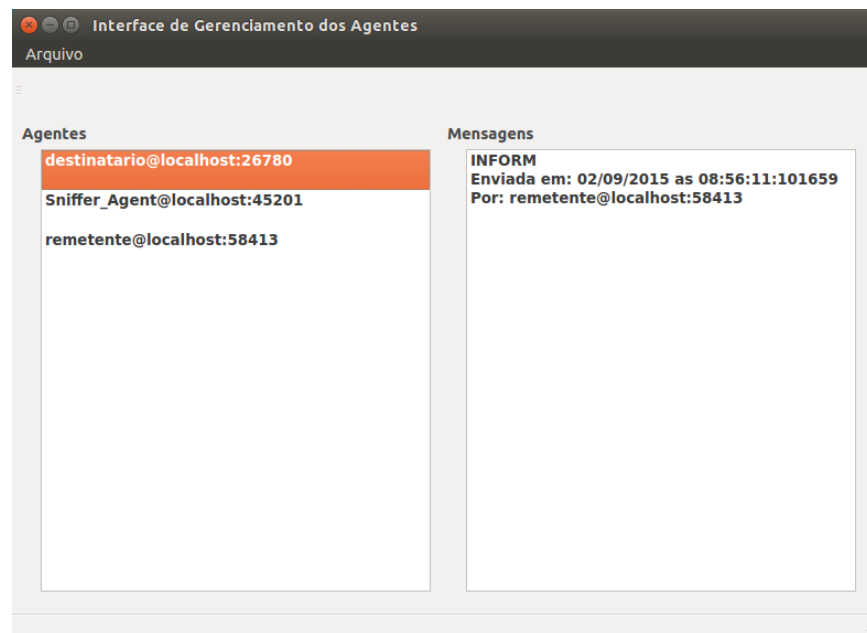 Interface de Gerenciamento dos Agentes
Arquivo
Agentes
destinatario@localhost:26780
Sniffer_Agent@localhost:45201
remetente@localhost:58413
Mensagens
INFORM
Enviada em: 02/09/2015 as 08:56:11:101659
Por: remetente@localhost:58413